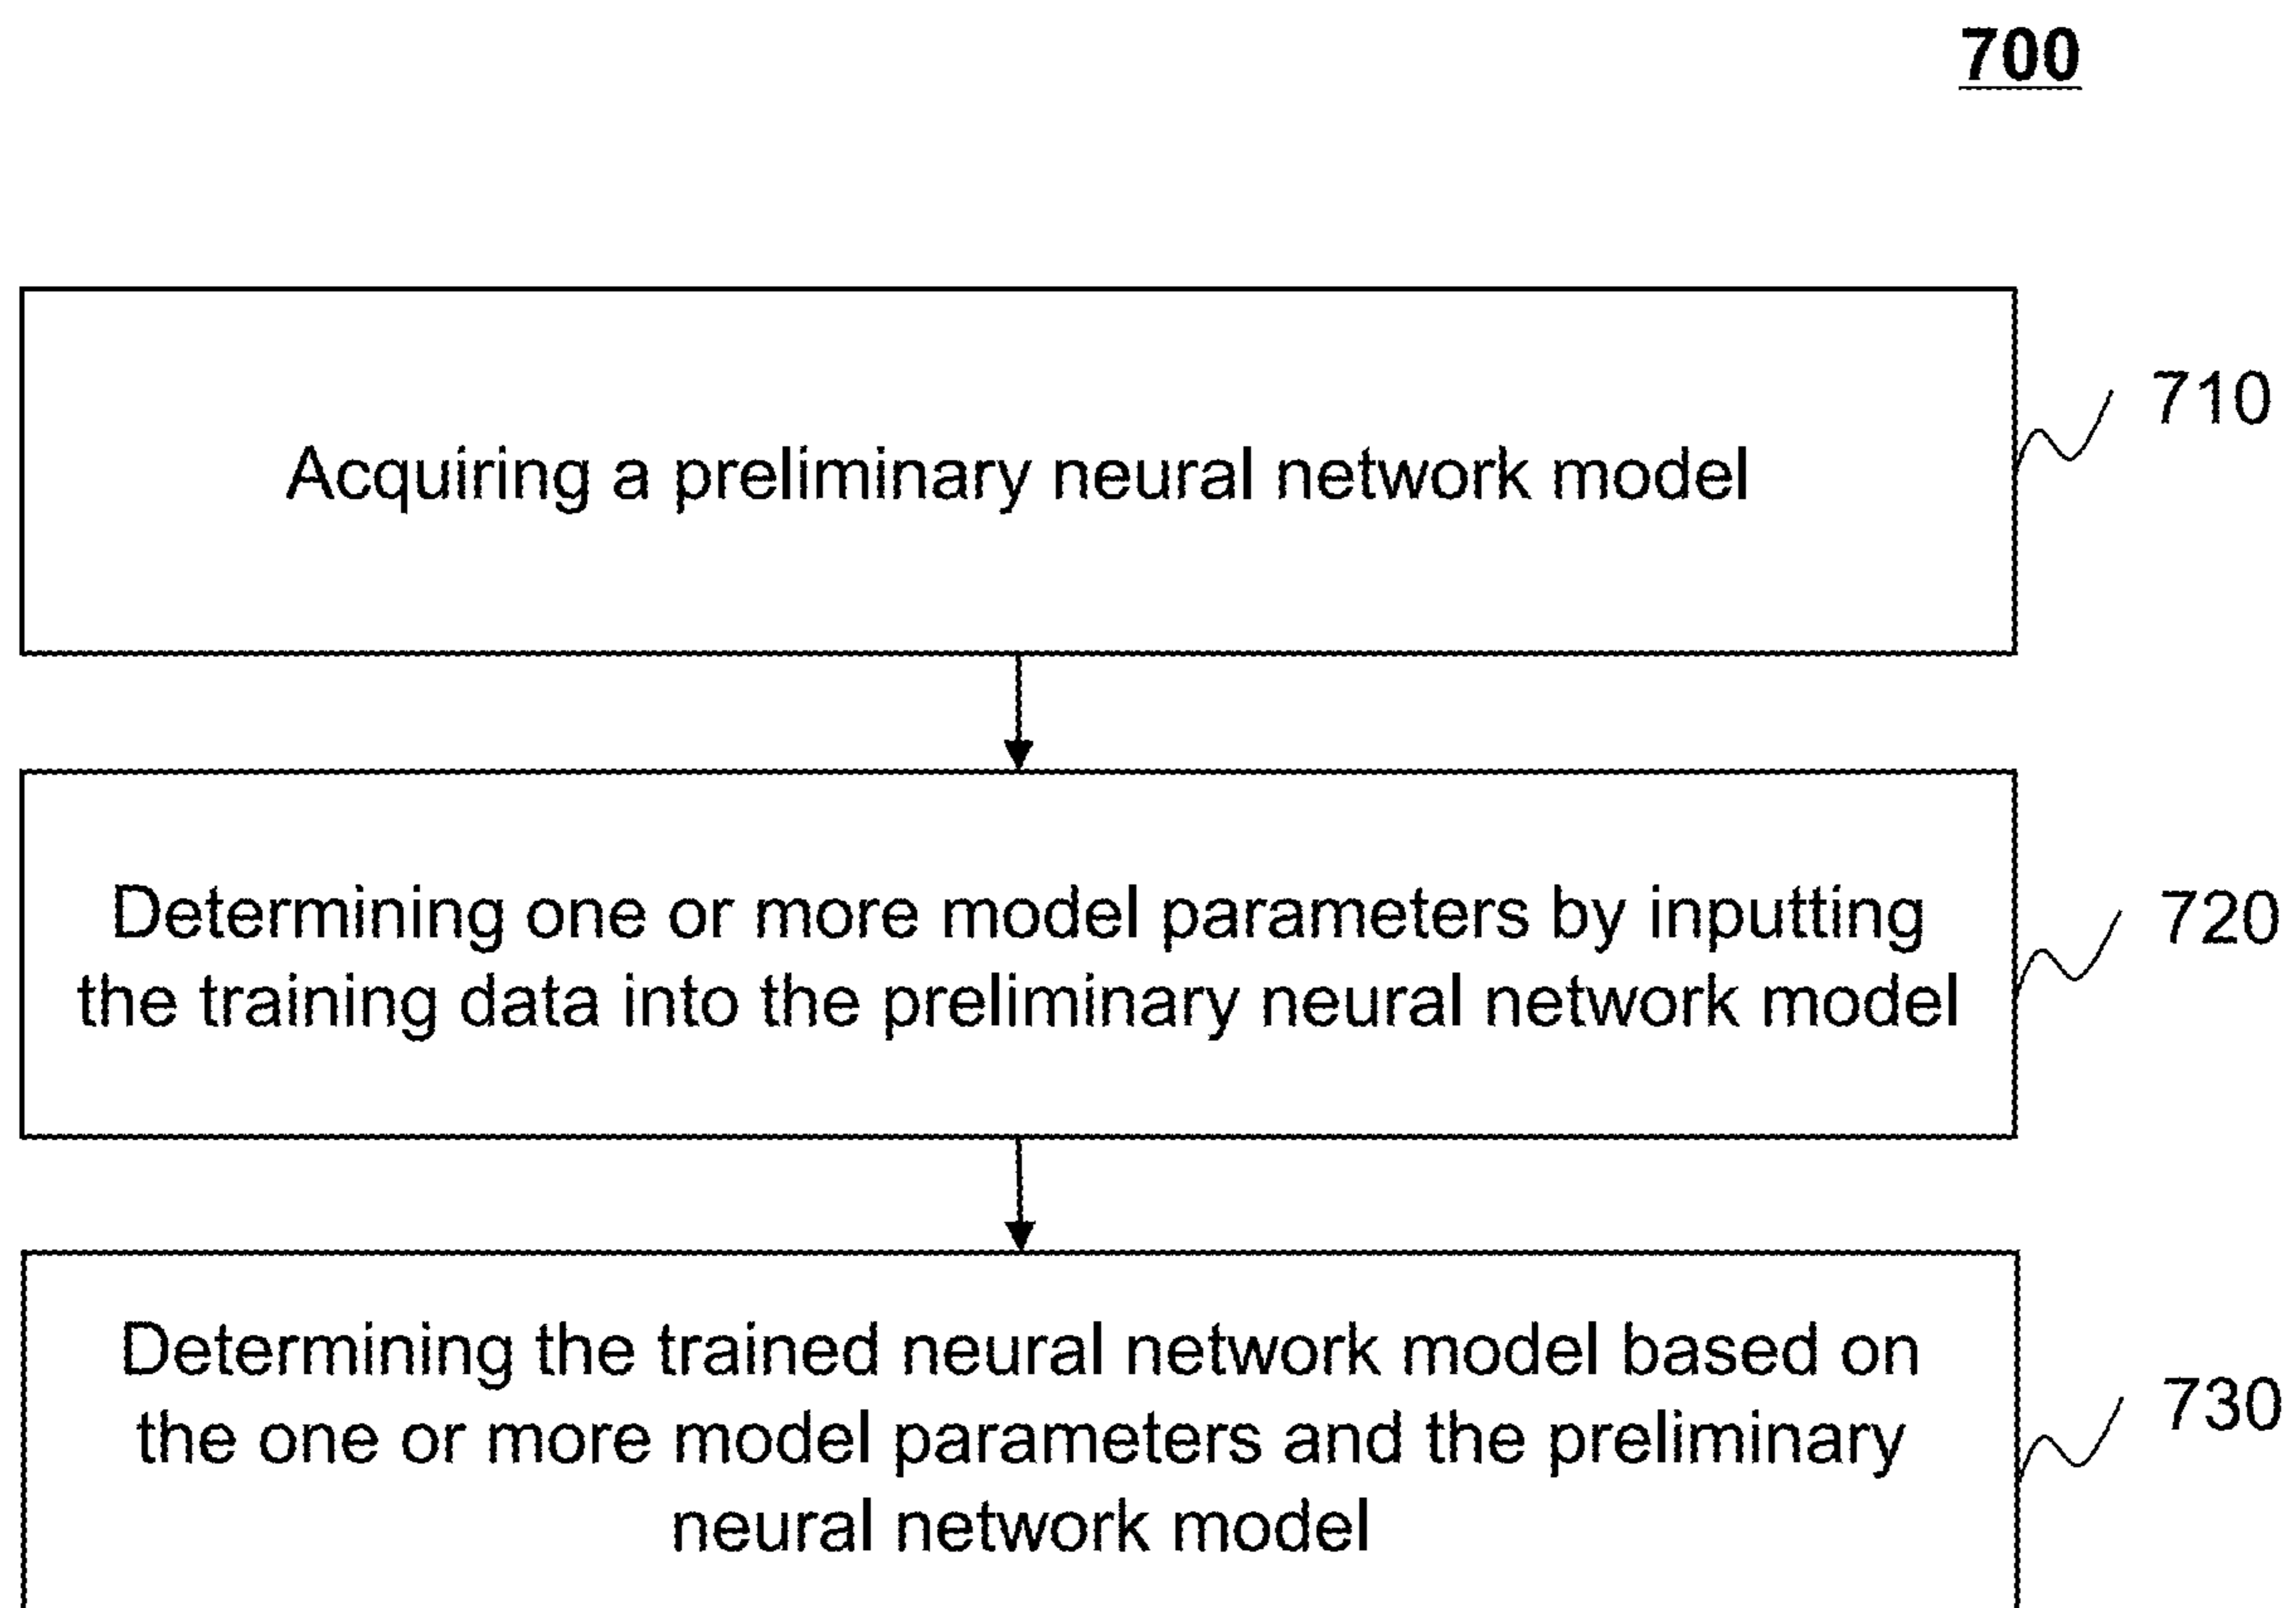 700
Acquiring a preliminary neural network model
710
Determining one or more model parameters by inputting
the training data into the preliminary neural network model
720
Determining the trained neural network model based on
the one or more model parameters and the preliminary
neural network model
730